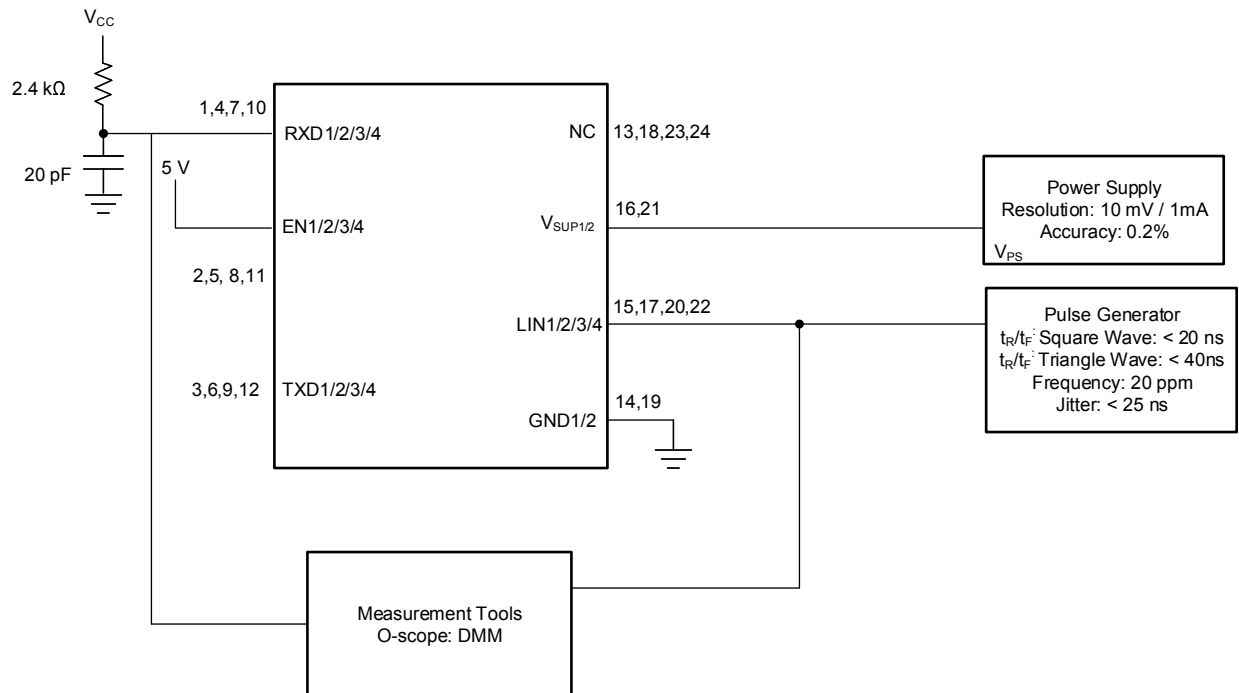 V_CC
2.4 kΩ
20 pF
5 V
1,4,7,10
RXD1/2/3/4
EN1/2/3/4
2,5, 8,11
3,6,9,12
TXD1/2/3/4
NC
13,18,23,24
16,21
V_SUP1/2
15,17,20,22
LIN1/2/3/4
14,19
GND1/2
Power Supply
Resolution: 10 mV / 1mA
Accuracy: 0.2%
V_PS
Pulse Generator
t_R/t_F: Square Wave: < 20 ns
t_R/t_F: Triangle Wave: < 40ns
Frequency: 20 ppm
Jitter: < 25 ns
Measurement Tools
O-scope: DMM